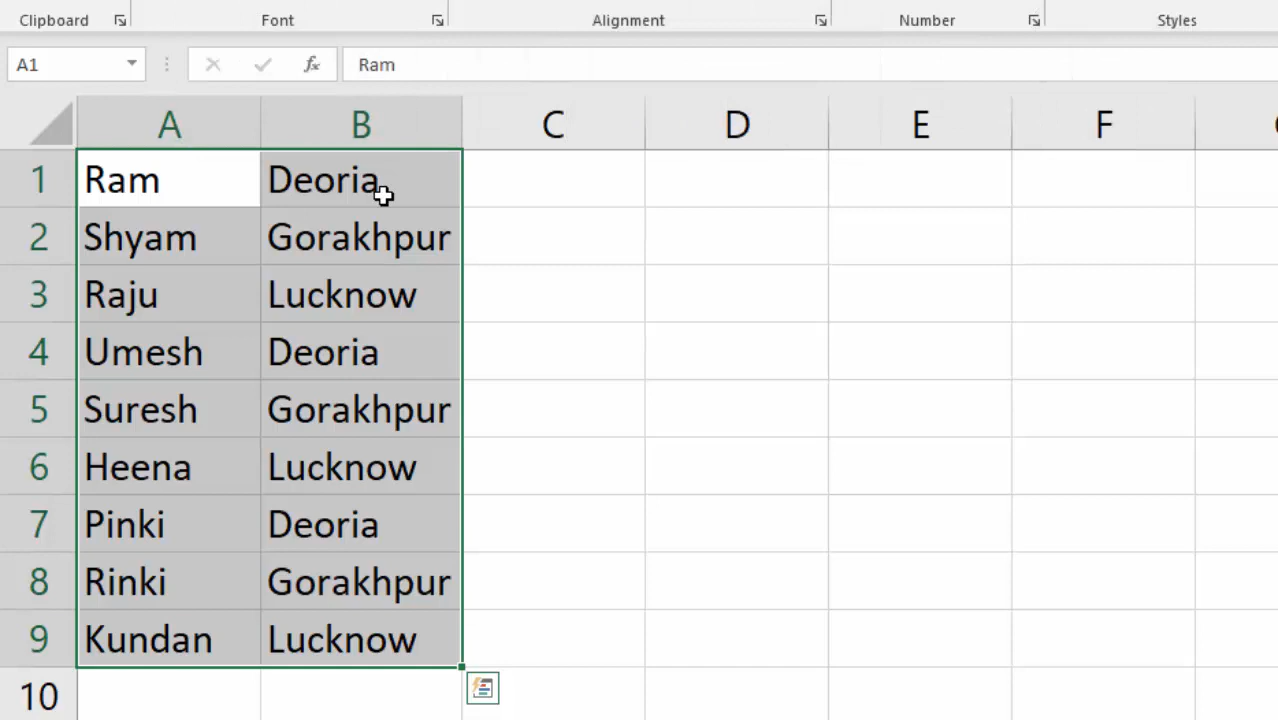 Clipboard Font Alignment Number Styles
A1 fx Ram
A B C D E F
1 Ram Deoria
2 Shyam Gorakhpur
3 Raju Lucknow
4 Umesh Deoria
5 Suresh Gorakhpur
6 Heena Lucknow
7 Pinki Deoria
8 Rinki Gorakhpur
9 Kundan Lucknow
10